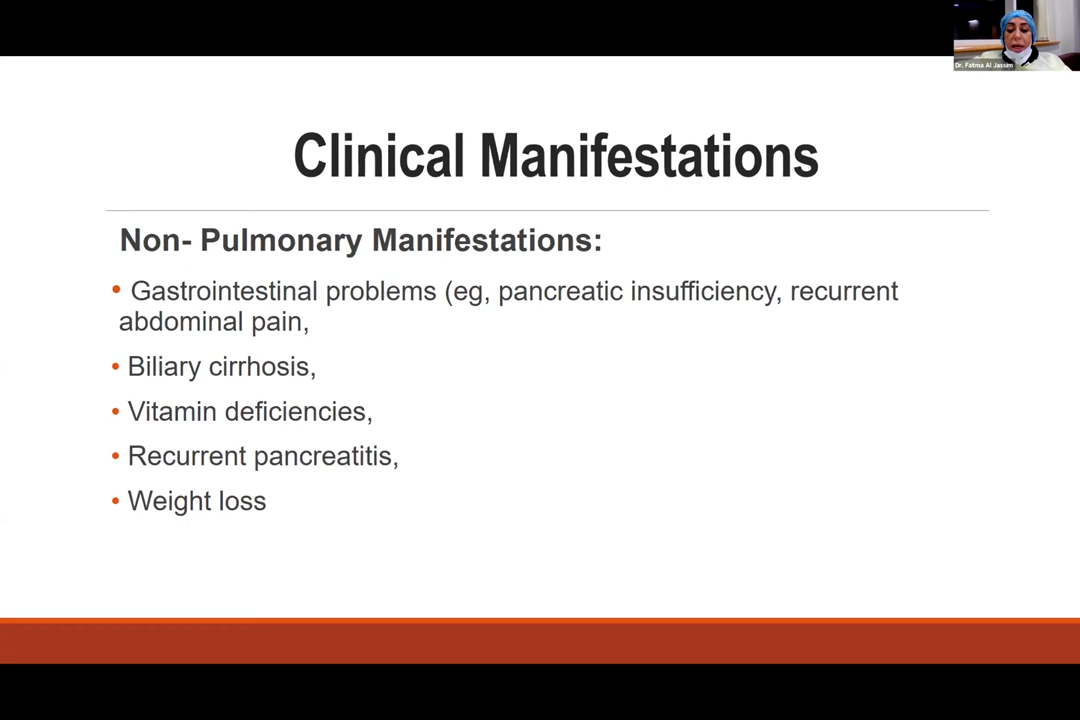 Dr. Fatma Al Jassim
Clinical Manifestations
Non- Pulmonary Manifestations:
• Gastrointestinal problems (eg, pancreatic insufficiency, recurrent
abdominal pain,
• Biliary cirrhosis,
• Vitamin deficiencies,
• Recurrent pancreatitis,
• Weight loss